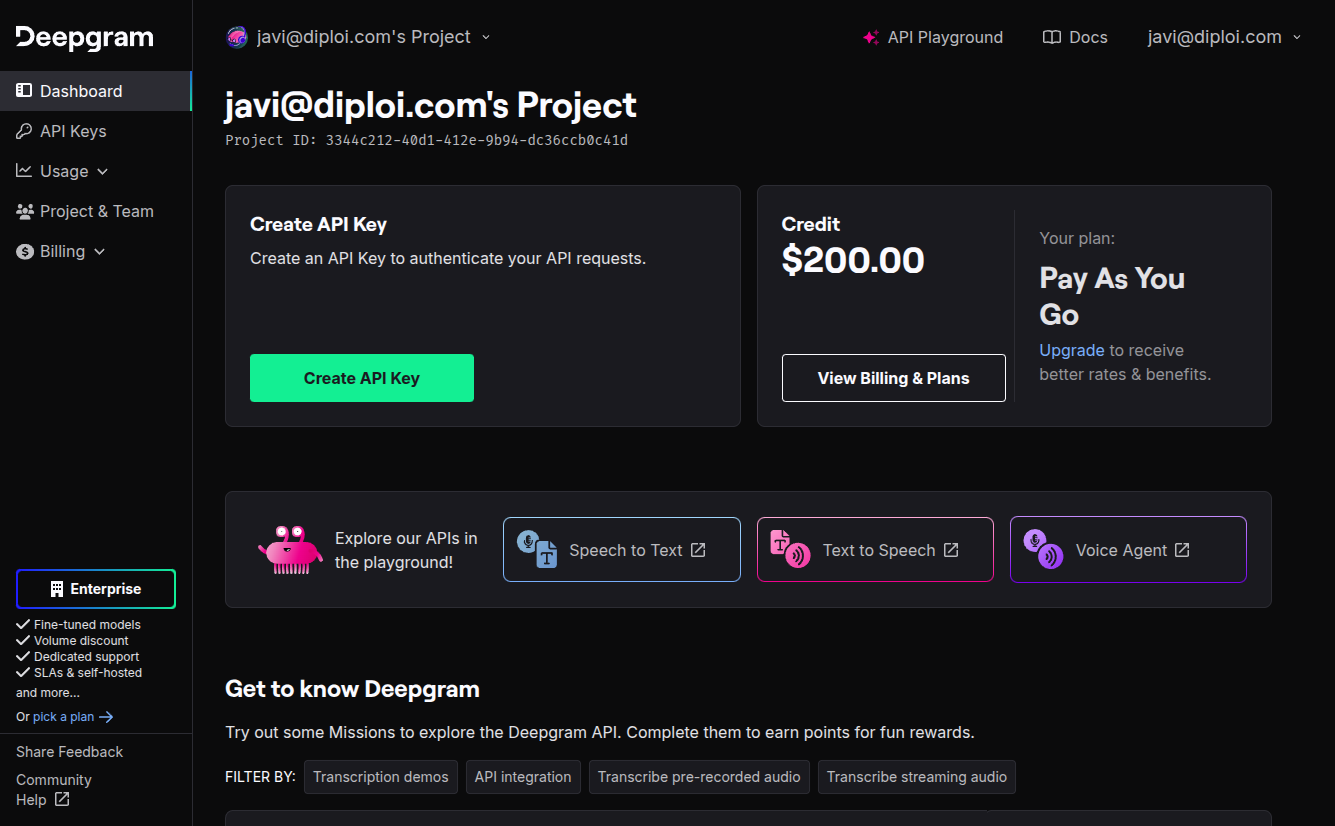 Deepgram
javi@diploi.com's Project
API Playground
Docs
javi@diploi.com
Dashboard
API Keys
Usage
Project & Team
Billing
javi@diploi.com's Project
Project ID: 3344c212-40d1-412e-9b94-dc36ccb0c41d
Create API Key
Create an API Key to authenticate your API requests.
Create API Key
Credit
$200.00
View Billing & Plans
Your plan:
Pay As You
Go
Upgrade to receive
better rates & benefits.
Explore our APIs in
the playground!
Speech to Text
Text to Speech
Voice Agent
Enterprise
Fine-tuned models
Volume discount
Dedicated support
SLAs & self-hosted
and more...
Or pick a plan
Share Feedback
Community
Help
Get to know Deepgram
Try out some Missions to explore the Deepgram API. Complete them to earn points for fun rewards.
FILTER BY: Transcription demos API integration Transcribe pre-recorded audio Transcribe streaming audio